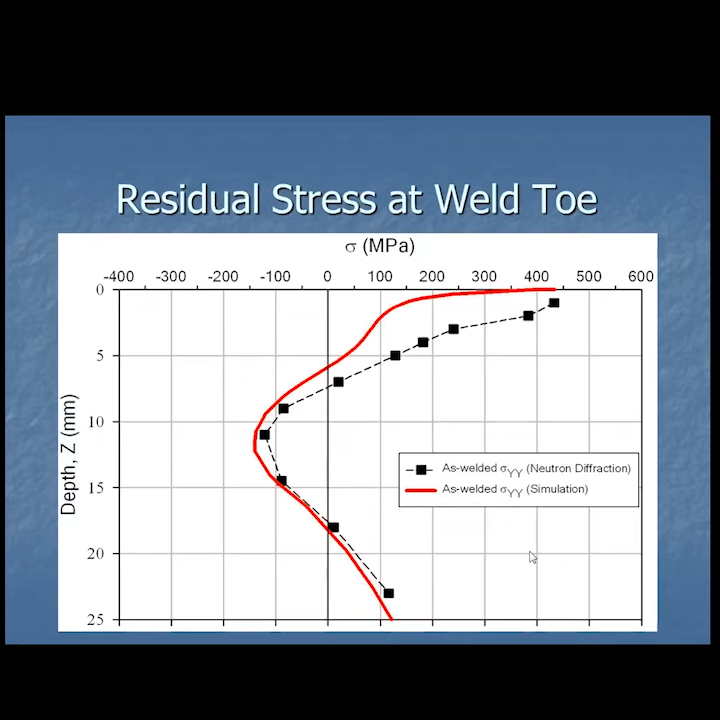 Residual Stress at Weld Toe
σ (MPa)
-400 -300 -200 -100 0 100 200 300 400 500 600
0
5
10
15
20
25
Depth, Z (mm)
As-welded σYY (Neutron Diffraction)
As-welded σYY (Simulation)